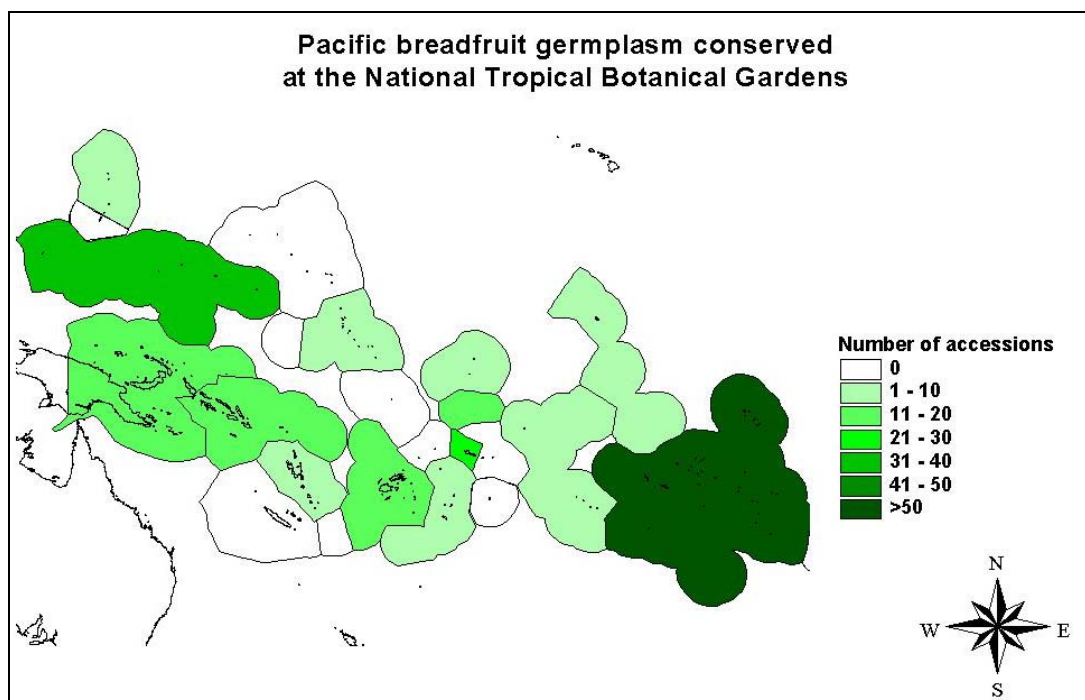 Pacific breadfruit germplasm conserved
at the National Tropical Botanical Gardens
Number of accessions
0
1 - 10
11 - 20
21 - 30
31 - 40
41 - 50
>50
N
W E
S